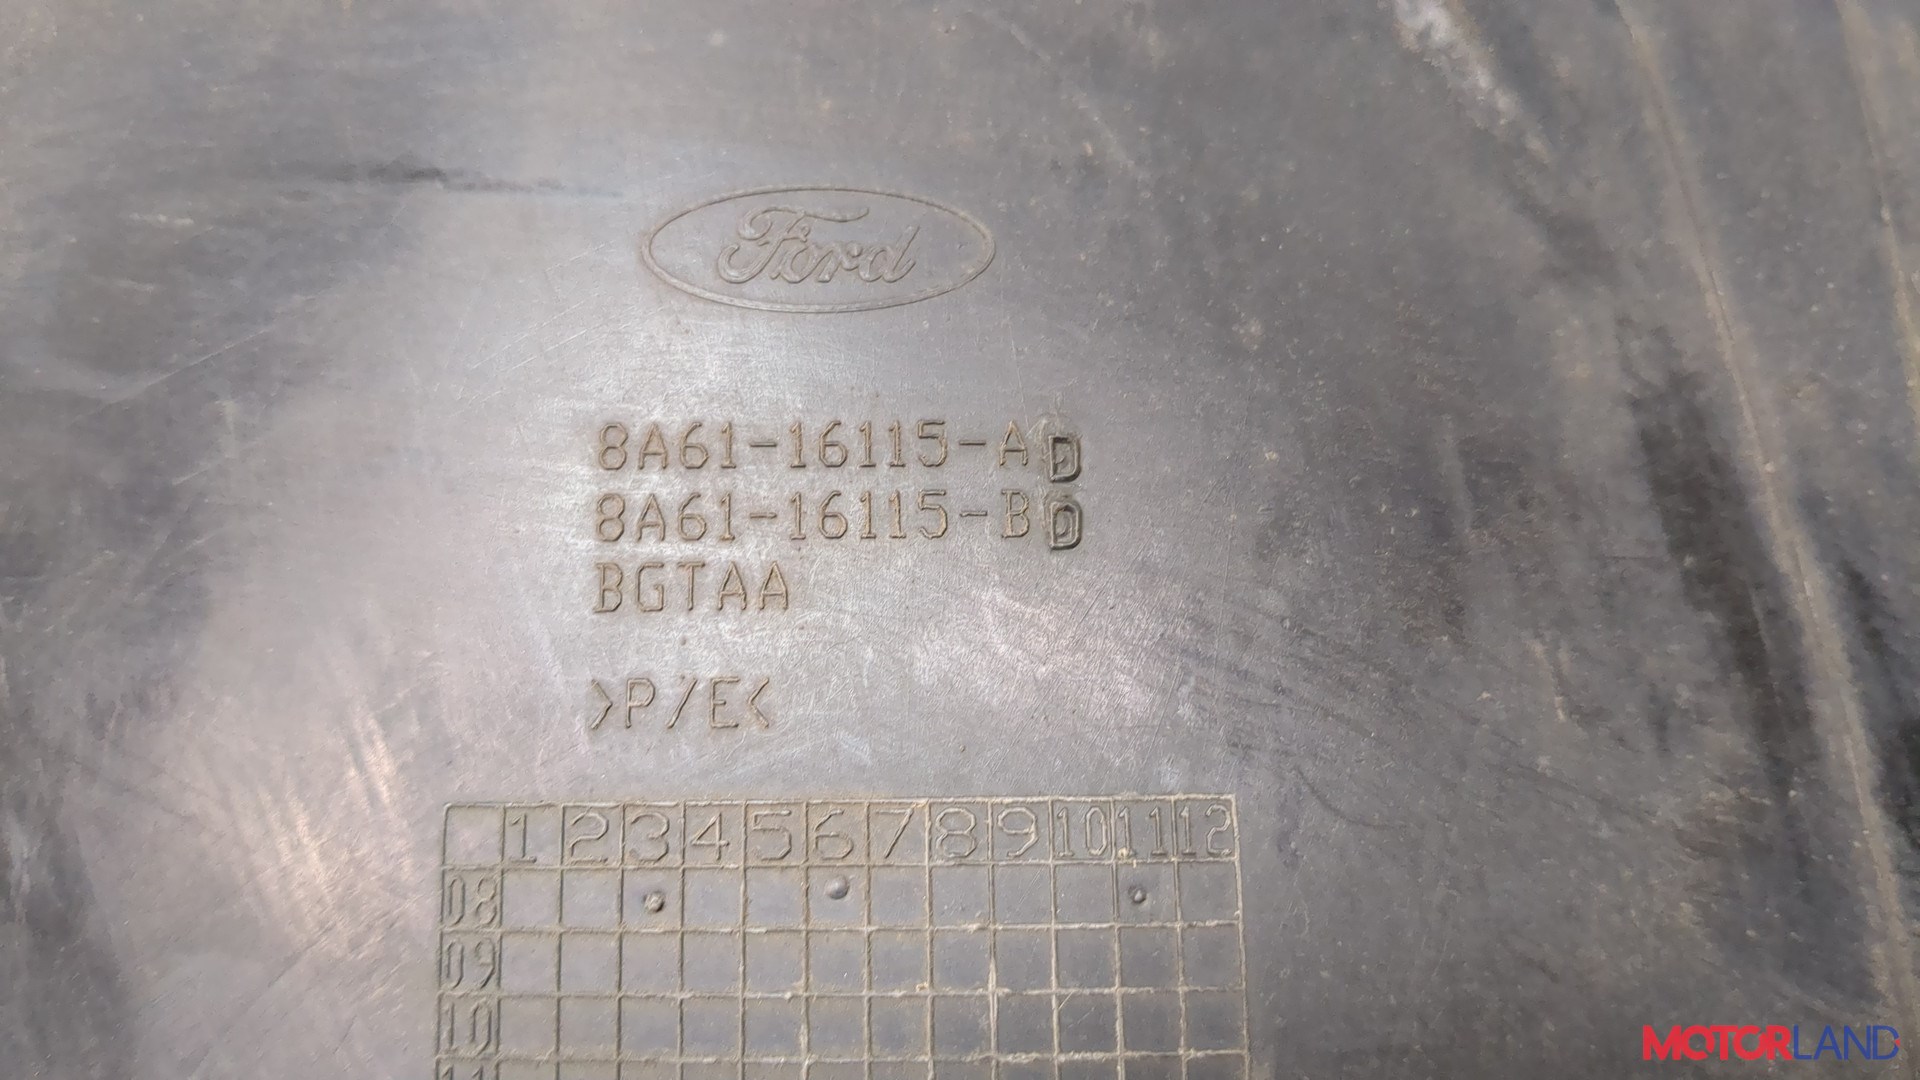 Ford
8A61-16115-AD
8A61-16115-BD
BGTAA
>P/E<
1 2 3 4 5 6 7 8 9 10 11 12
08
09
10
11
MOTORLAND